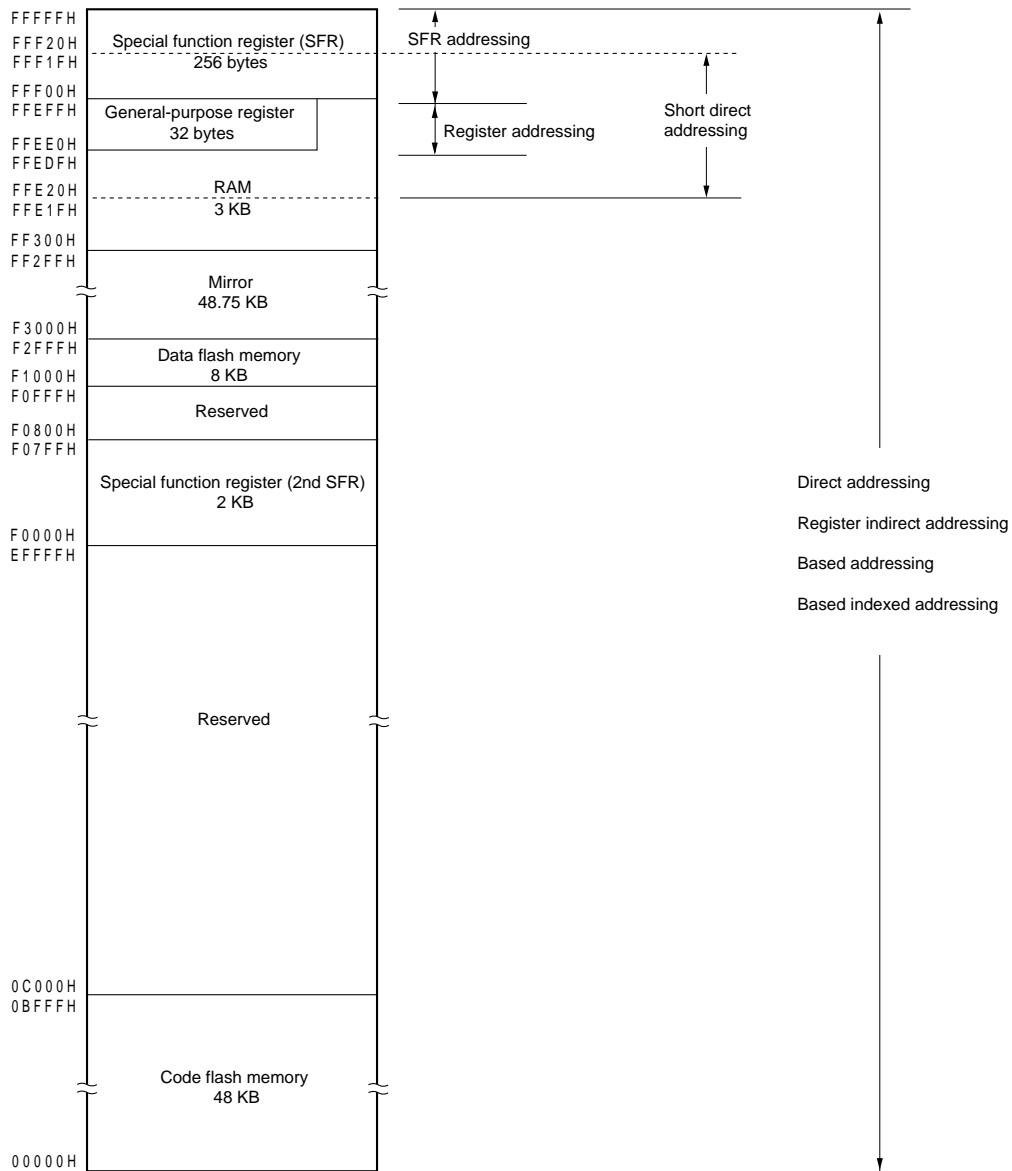 FFFFFH
Special function register (SFR)
256 bytes
SFR addressing
FFF20H
FFF1FH
FFF00H
FFEFFH
General-purpose register
32 bytes
Register addressing
Short direct
addressing
FFEE0H
FFEDFH
RAM
3 KB
FFE20H
FFE1FH
FF300H
FF2FFH
Mirror
48.75 KB
F3000H
F2FFFH
Data flash memory
8 KB
F1000H
F0FFFH
Reserved
F0800H
F07FFH
Special function register (2nd SFR)
2 KB
Direct addressing
Register indirect addressing
Based addressing
Based indexed addressing
F0000H
EFFFFH
Reserved
0C000H
0BFFFH
Code flash memory
48 KB
00000H